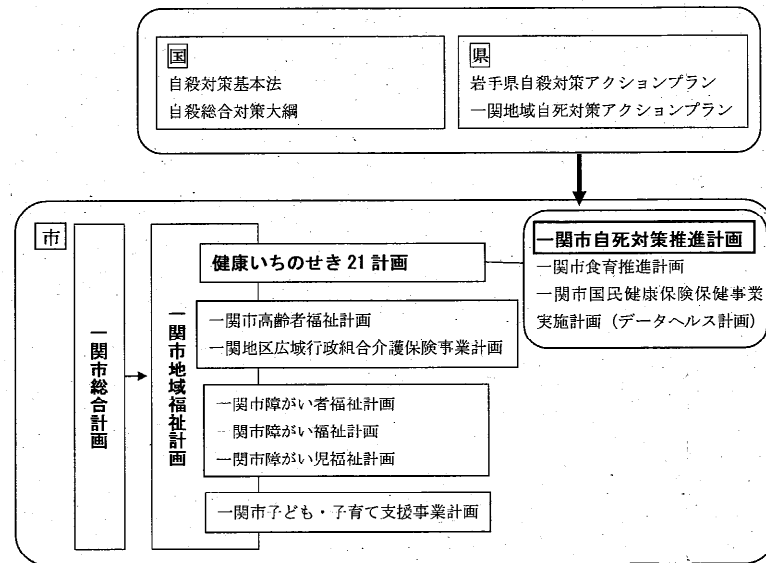 国
自殺対策基本法
自殺総合対策大綱
県
岩手県自殺対策アクションプラン
一関地域自死対策アクションプラン
市
一関市総合計画
一関市地域福祉計画
健康いちのせき 21 計画
一関市自死対策推進計画
一関市食育推進計画
一関市国民健康保険保健事業
実施計画（データヘルス計画）
一関市高齢者福祉計画
一関地区広域行政組合介護保険事業計画
一関市障がい者福祉計画
一関市障がい福祉計画
一関市障がい児福祉計画
一関市子ども・子育て支援事業計画